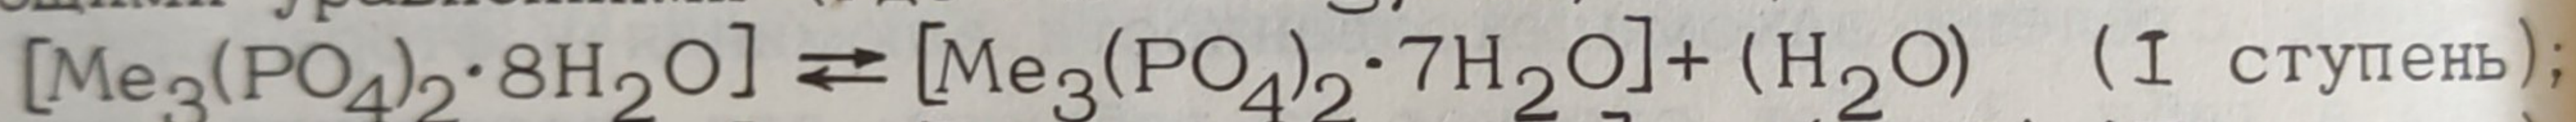 [Me₃(PO₄)₂·8H₂O] ⇄ [Me₃(PO₄)₂·7H₂O]+ (H₂O) (I ступень);